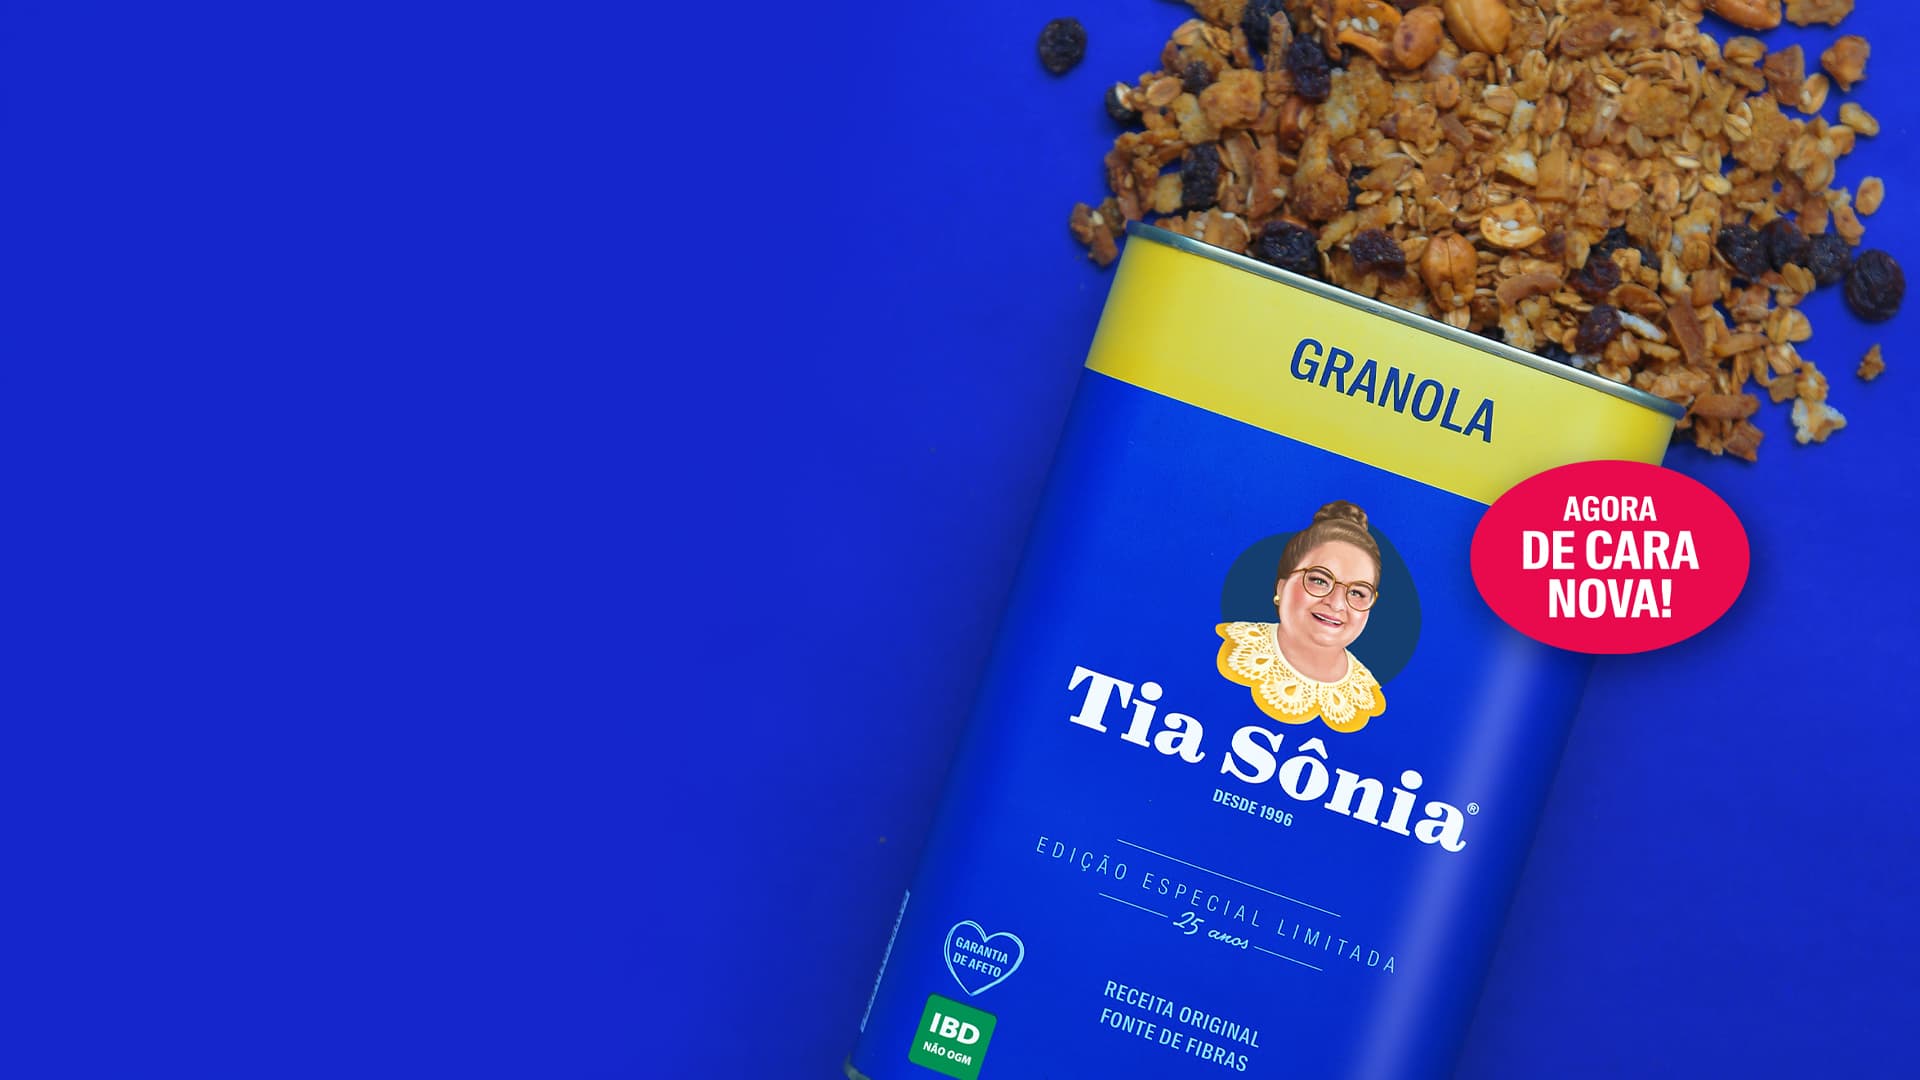 GRANOLA
AGORA
DE CARA
NOVA!
Tia Sônia®
DESDE 1996
EDIÇÃO ESPECIAL LIMITADA
25 anos
GARANTIA
DE AFETO
IBD
NÃO OGM
RECEITA ORIGINAL
FONTE DE FIBRAS